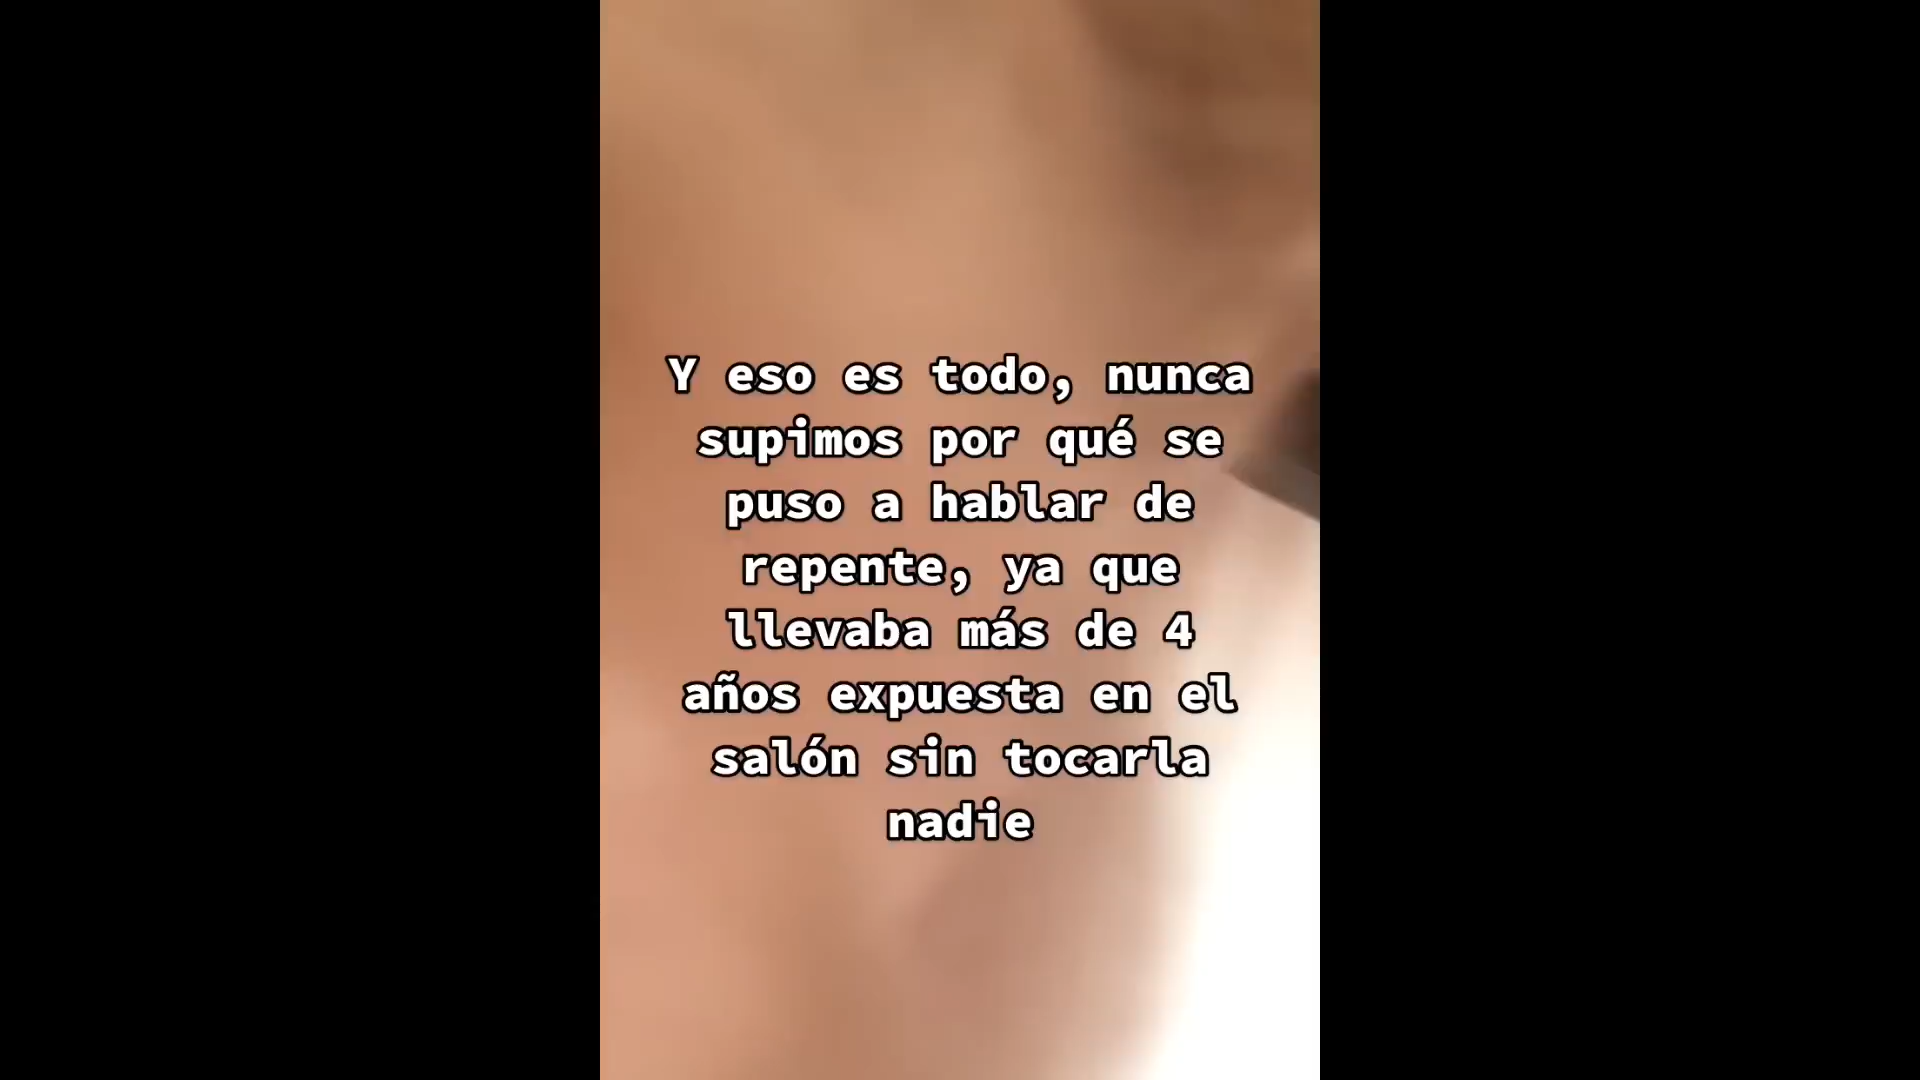 Y eso es todo, nunca
supimos por qué se
puso a hablar de
repente, ya que
llevaba más de 4
años expuesta en el
salón sin tocarla
nadie